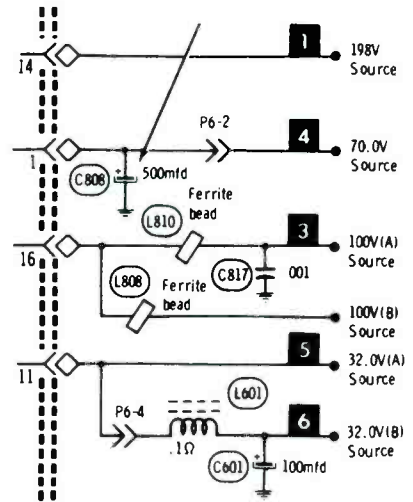 1
198V
Source
14
P6-2
4
70.0V
Source
1
C808
+
500mfd
Ferrite
bead
L810
3
100V(A)
Source
16
L808
C817
001
Ferrite
bead
100V(B)
Source
5
32.0V(A)
Source
11
L601
P6-4
6
32.0V(B)
Source
.1Ω
C601
+
100mfd